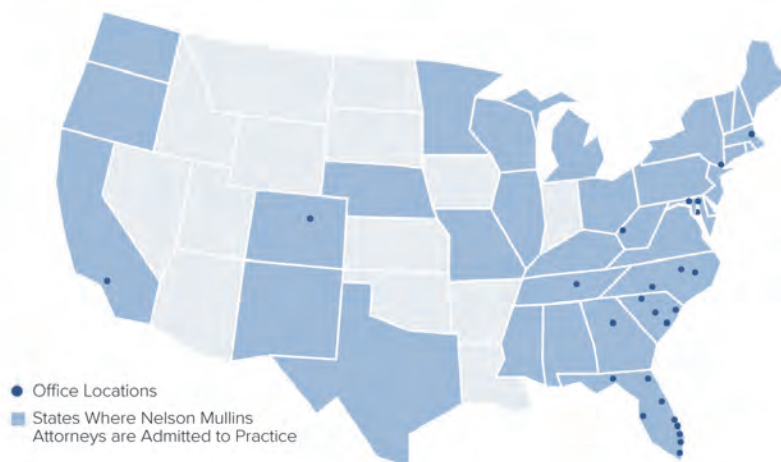 Office Locations
States Where Nelson Mullins
Attorneys are Admitted to Practice